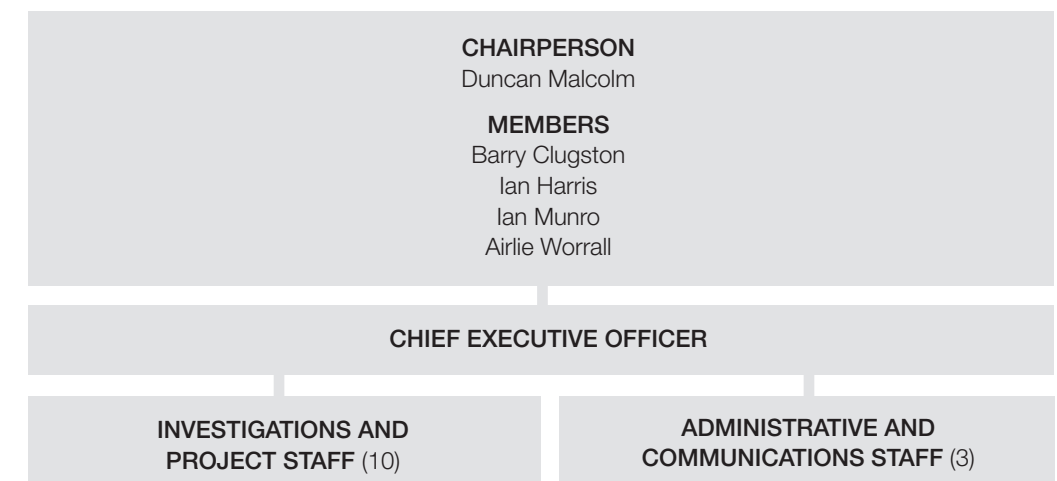 CHAIRPERSON
Duncan Malcolm
MEMBERS
Barry Clugston
Ian Harris
Ian Munro
Airlie Worrall
CHIEF EXECUTIVE OFFICER
INVESTIGATIONS AND
PROJECT STAFF (10)
ADMINISTRATIVE AND
COMMUNICATIONS STAFF (3)